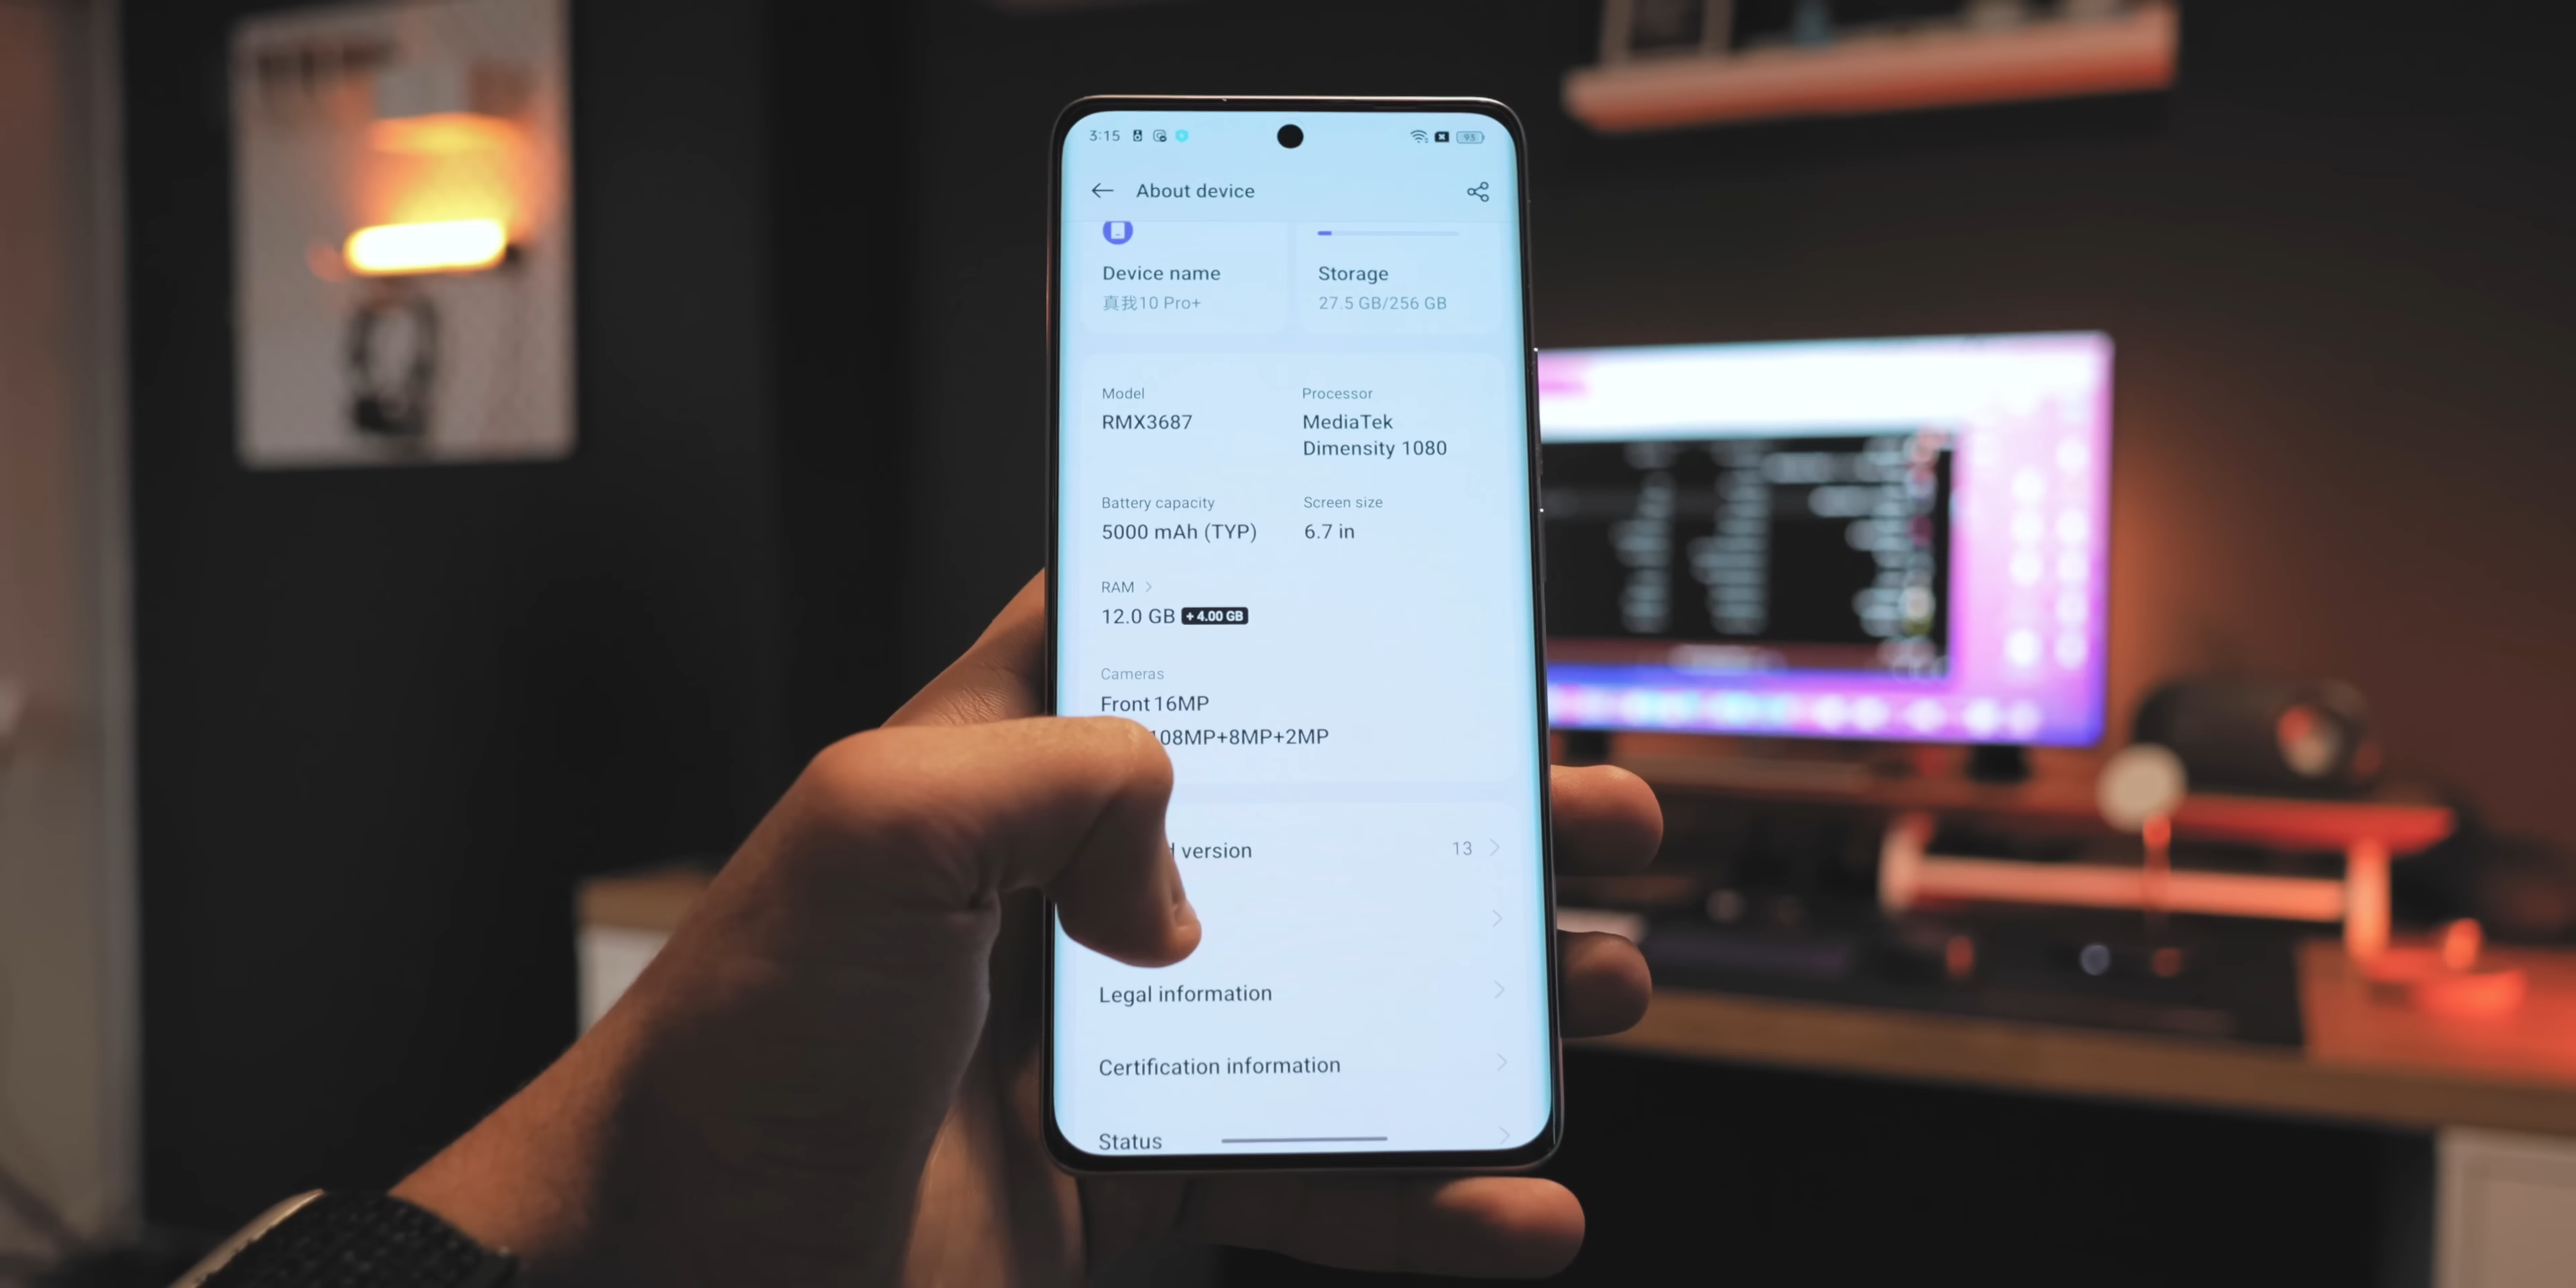 3:15
93
About device
Device name
真我10 Pro+
Storage
27.5 GB/256 GB
Model
RMX3687
Processor
MediaTek
Dimensity 1080
Battery capacity
5000 mAh (TYP)
Screen size
6.7 in
RAM
12.0 GB + 4.00 GB
Cameras
Front 16MP
108MP+8MP+2MP
version
13
Legal information
Certification information
Status